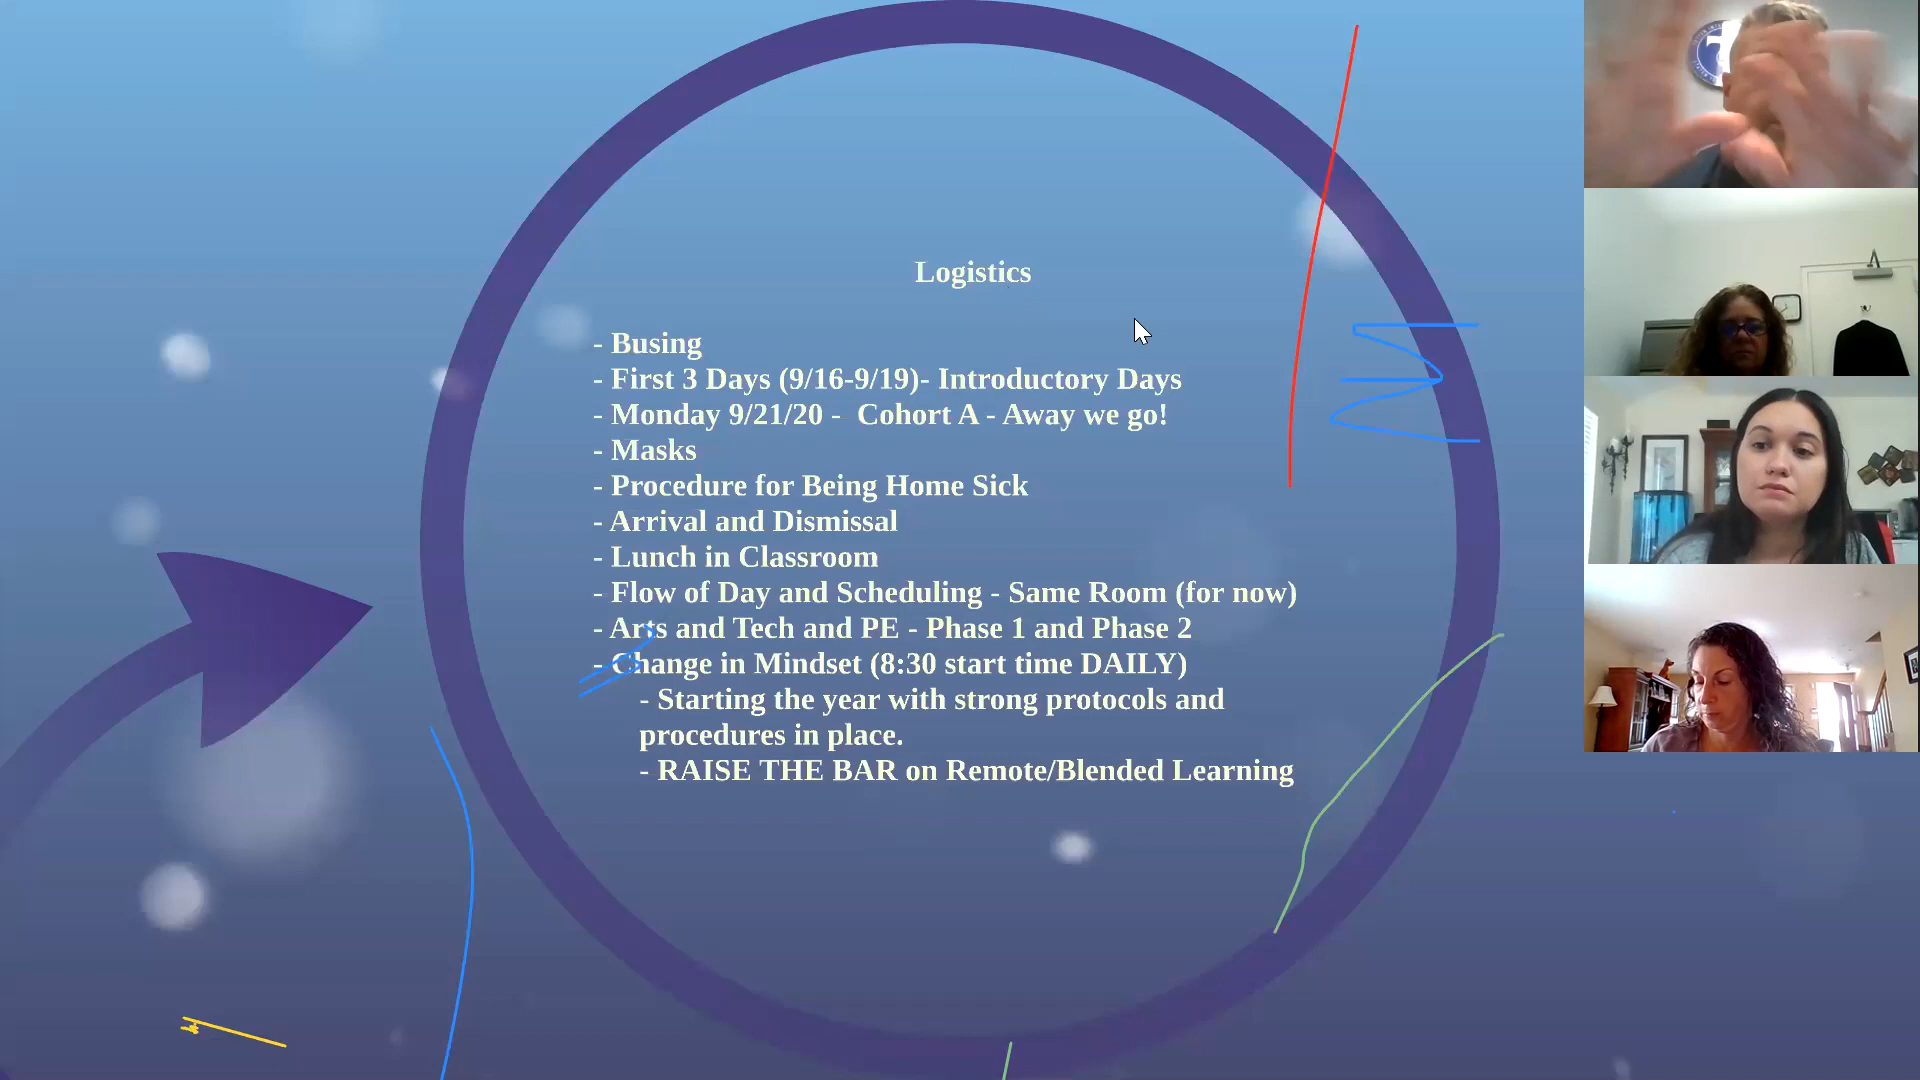 Logistics
- Busing
- First 3 Days (9/16-9/19)- Introductory Days
- Monday 9/21/20 -  Cohort A - Away we go!
- Masks
- Procedure for Being Home Sick
- Arrival and Dismissal
- Lunch in Classroom
- Flow of Day and Scheduling - Same Room (for now)
- Arts and Tech and PE - Phase 1 and Phase 2
- Change in Mindset (8:30 start time DAILY)
- Starting the year with strong protocols and
procedures in place.
- RAISE THE BAR on Remote/Blended Learning